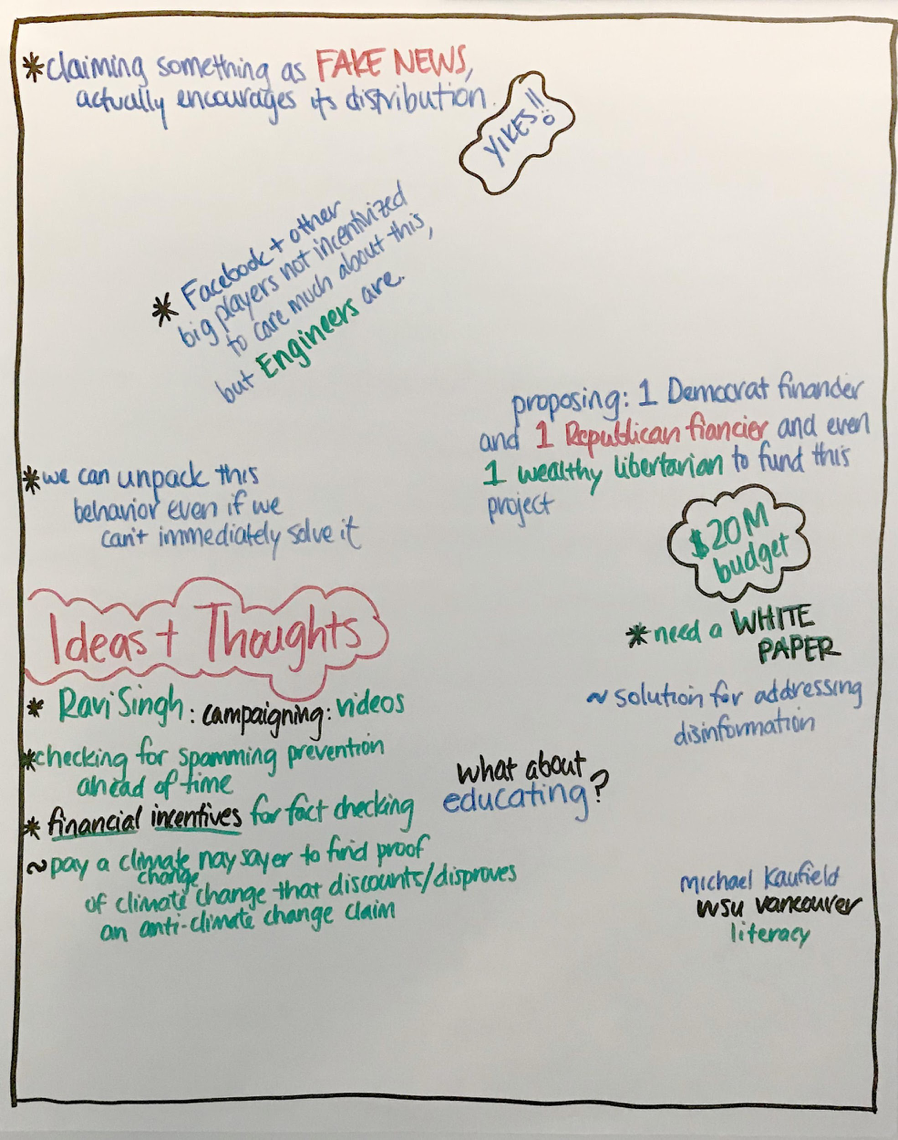 * claiming something as FAKE NEWS,
actually encourages its distribution.
YIKES!!
* Facebook + other
big players not incentivized
to care much about this,
but Engineers are.
proposing: 1 Democrat finander
and 1 Republican fiancier and even
1 wealthy libertarian to fund this
project
$20M
budget
* we can unpack this
behavior even if we
can't immediately solve it
* need a WHITE
PAPER
~ solution for addressing
disinformation
Ideas + Thoughts
* Ravi Singh: campaigning: videos
* checking for spamming prevention
ahead of time
* financial incentives for fact checking
~ pay a climate naysayer to find proof
change
of climate change that discounts/disproves
an anti-climate change claim
what about
educating?
Michael Kaufield
WSU Vancouver
literacy